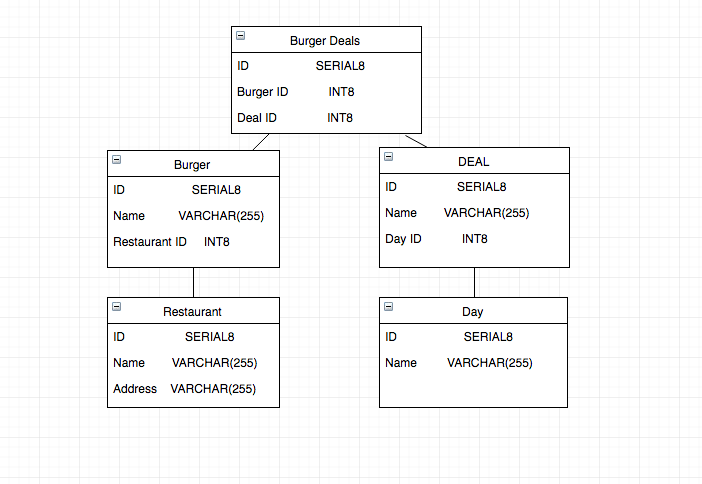 Burger Deals
ID SERIAL8
Burger ID INT8
Deal ID INT8
Burger
ID SERIAL8
Name VARCHAR(255)
Restaurant ID INT8
DEAL
ID SERIAL8
Name VARCHAR(255)
Day ID INT8
Restaurant
ID SERIAL8
Name VARCHAR(255)
Address VARCHAR(255)
Day
ID SERIAL8
Name VARCHAR(255)